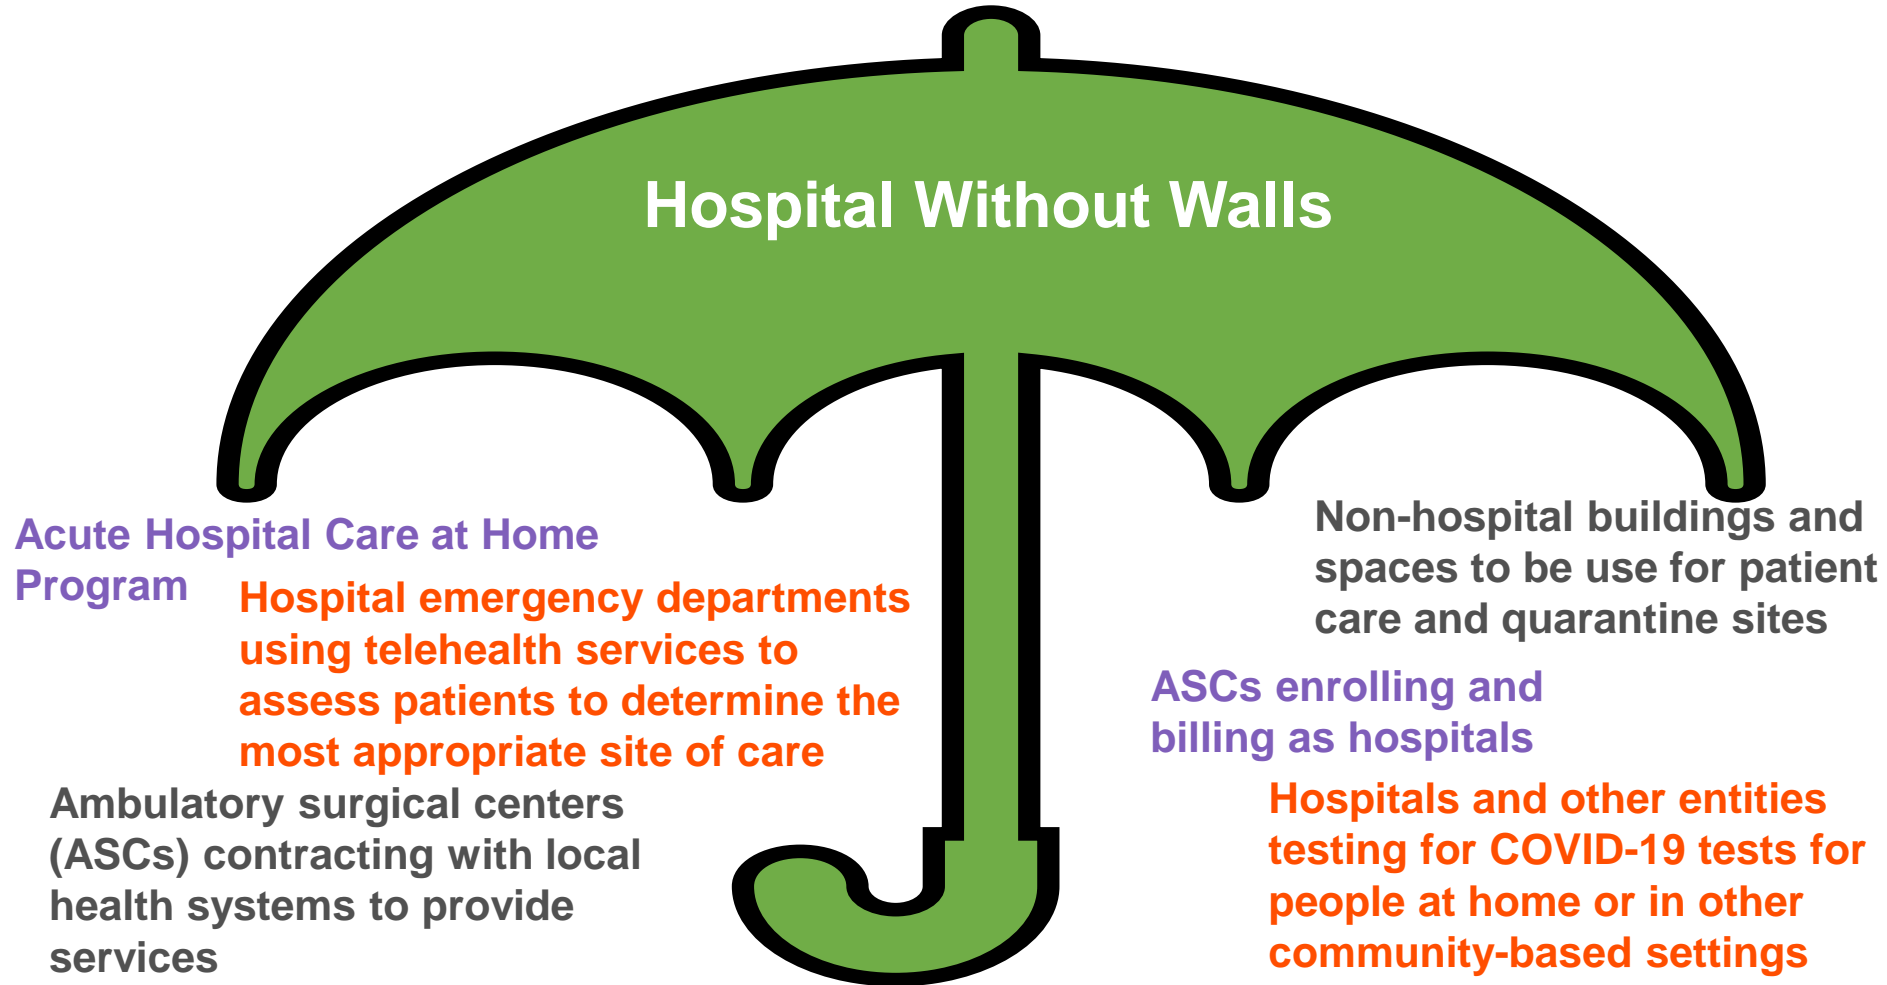 Hospital Without Walls
Acute Hospital Care at Home
Program
Hospital emergency departments
using telehealth services to
assess patients to determine the
most appropriate site of care
Ambulatory surgical centers
(ASCs) contracting with local
health systems to provide
services
Non-hospital buildings and
spaces to be use for patient
care and quarantine sites
ASCs enrolling and
billing as hospitals
Hospitals and other entities
testing for COVID-19 tests for
people at home or in other
community-based settings